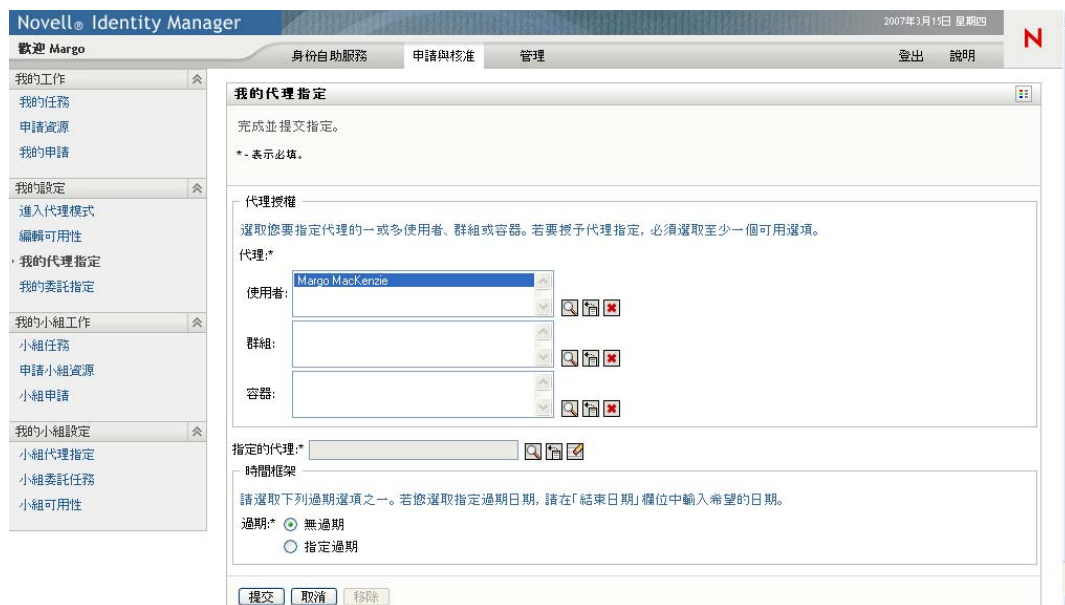 Novell® Identity Manager
2007年3月15日 星期四
N
歡迎 Margo
身份自助服務
申請與核准
管理
登出
說明
我的工作
我的任務
申請資源
我的申請
我的設定
進入代理模式
編輯可用性
我的代理指定
我的委託指定
我的小組工作
小組任務
申請小組資源
小組申請
我的小組設定
小組代理指定
小組委託任務
小組可用性
我的代理指定
完成並提交指定。
* - 表示必填。
代理授權
選取您要指定代理的一或多使用者、群組或容器。若要授予代理指定, 必須選取至少一個可用選項。
代理:*
使用者:
Margo MacKenzie
群組:
容器:
指定的代理:*
時間框架
請選取下列過期選項之一。若您選取指定過期日期, 請在「結束日期」欄位中輸入希望的日期。
過期:*
無過期
指定過期
提交
取消
移除